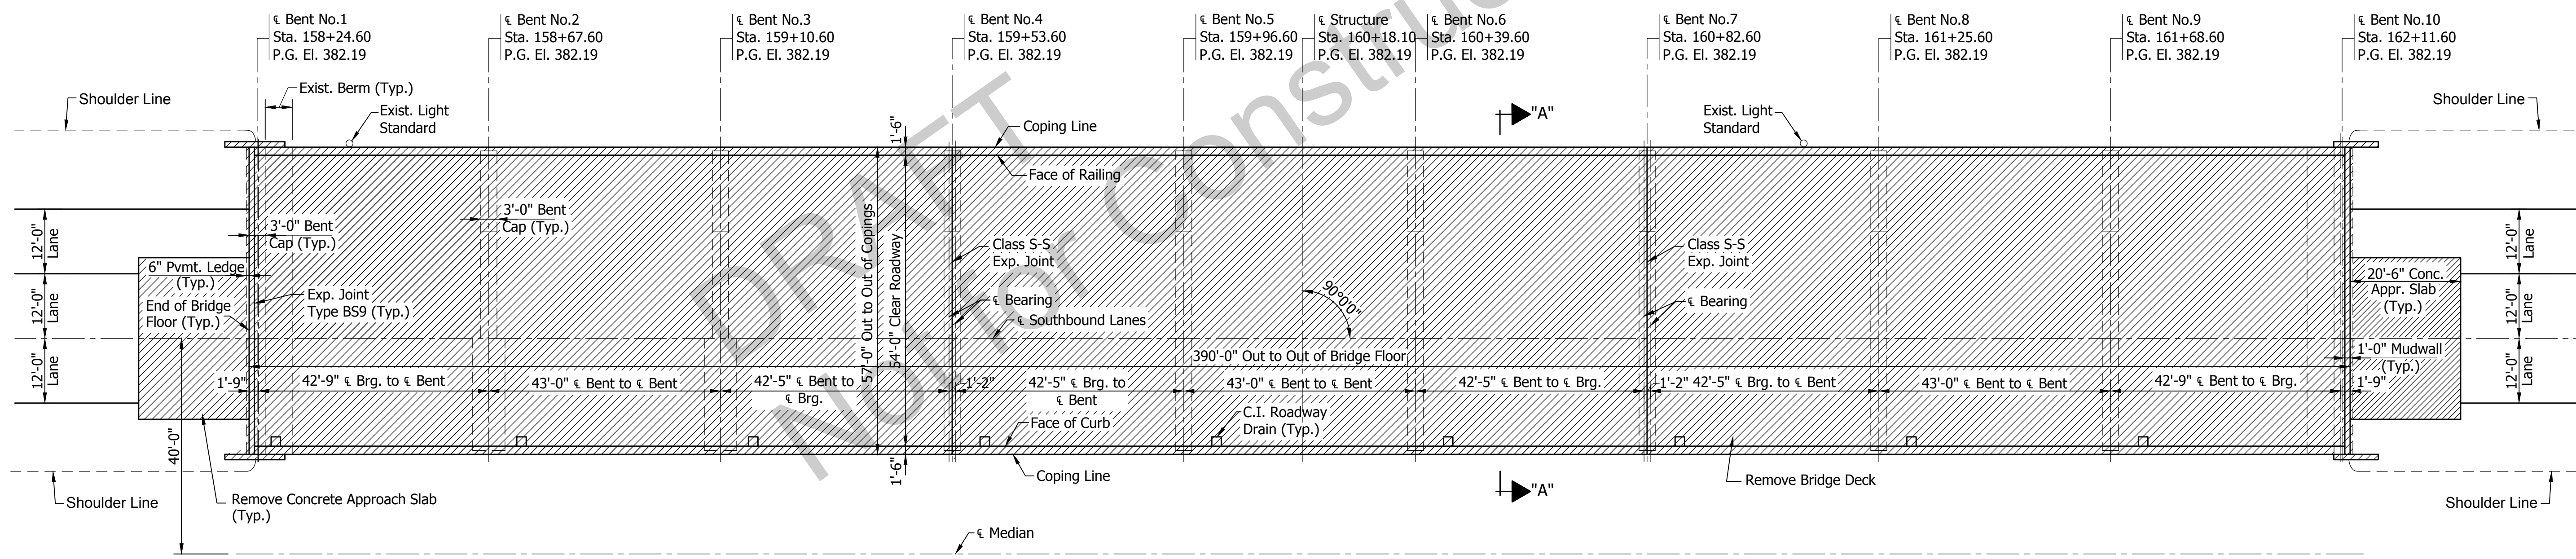 ℄ Bent No.1
Sta. 158+24.60
P.G. El. 382.19
℄ Bent No.2
Sta. 158+67.60
P.G. El. 382.19
℄ Bent No.3
Sta. 159+10.60
P.G. El. 382.19
℄ Bent No.4
Sta. 159+53.60
P.G. El. 382.19
℄ Bent No.5
Sta. 159+96.60
P.G. El. 382.19
℄ Structure
Sta. 160+18.10
P.G. El. 382.19
℄ Bent No.6
Sta. 160+39.60
P.G. El. 382.19
℄ Bent No.7
Sta. 160+82.60
P.G. El. 382.19
℄ Bent No.8
Sta. 161+25.60
P.G. El. 382.19
℄ Bent No.9
Sta. 161+68.60
P.G. El. 382.19
℄ Bent No.10
Sta. 162+11.60
P.G. El. 382.19
Shoulder Line
Exist. Berm (Typ.)
Exist. Light
Standard
1'-6"
Coping Line
"A"
Exist. Light
Standard
Shoulder Line
Face of Railing
DRAFT
Not for
12'-0"
Lane
12'-0"
Lane
12'-0"
Lane
3'-0" Bent
Cap (Typ.)
3'-0" Bent
Cap (Typ.)
6" Pvmt. Ledge
(Typ.)
End of Bridge
Floor (Typ.)
Exp. Joint
Type BS9 (Typ.)
57'-0" Out to Out of Copings
54'-0" Clear Roadway
Class S-S
Exp. Joint
℄ Bearing
℄ Southbound Lanes
90°0'0"
Class S-S
Exp. Joint
℄ Bearing
20'-6" Conc.
Appr. Slab
(Typ.)
12'-0"
Lane
12'-0"
Lane
12'-0"
Lane
390'-0" Out to Out of Bridge Floor
1'-0" Mudwall
(Typ.)
1'-9"
42'-9" ℄ Brg. to ℄ Bent
43'-0" ℄ Bent to ℄ Bent
42'-5" ℄ Bent to
℄ Brg.
1'-2"
42'-5" ℄ Brg. to
℄ Bent
43'-0" ℄ Bent to ℄ Bent
42'-5" ℄ Bent to ℄ Brg.
1'-2"
42'-5" ℄ Brg. to ℄ Bent
43'-0" ℄ Bent to ℄ Bent
42'-9" ℄ Bent to ℄ Brg.
1'-9"
Face of Curb
C.I. Roadway
Drain (Typ.)
40'-0"
1'-6"
Coping Line
"A"
Remove Bridge Deck
Shoulder Line
Remove Concrete Approach Slab
(Typ.)
Shoulder Line
℄ Median